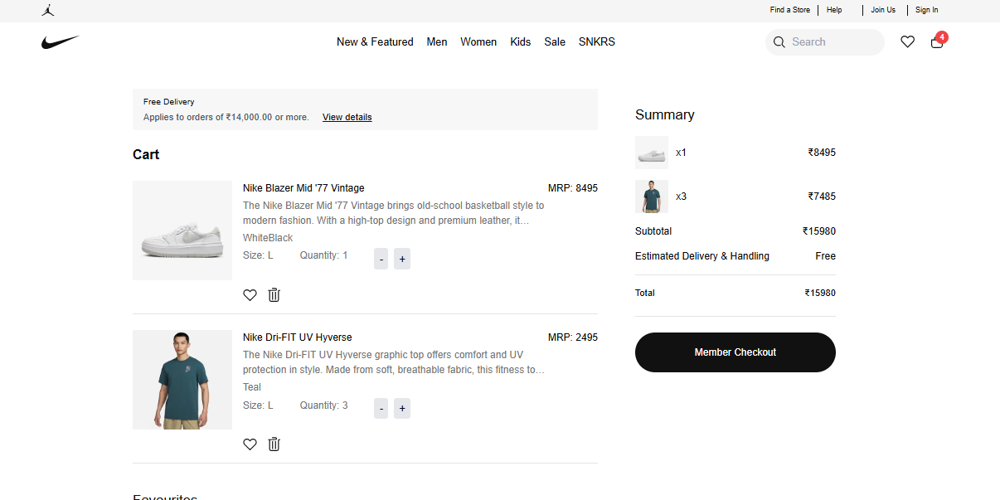 Find a Store
Help
Join Us
Sign In
New & Featured
Men
Women
Kids
Sale
SNKRS
Search
4
Free Delivery
Applies to orders of ₹14,000.00 or more.
View details
Cart
Nike Blazer Mid '77 Vintage
MRP: 8495
The Nike Blazer Mid '77 Vintage brings old-school basketball style to
modern fashion. With a high-top design and premium leather, it…
WhiteBlack
Size: L
Quantity: 1
-
+
Nike Dri-FIT UV Hyverse
MRP: 2495
The Nike Dri-FIT UV Hyverse graphic top offers comfort and UV
protection in style. Made from soft, breathable fabric, this fitness to…
Teal
Size: L
Quantity: 3
-
+
Favourites
Summary
x1
₹8495
x3
₹7485
Subtotal
₹15980
Estimated Delivery & Handling
Free
Total
₹15980
Member Checkout